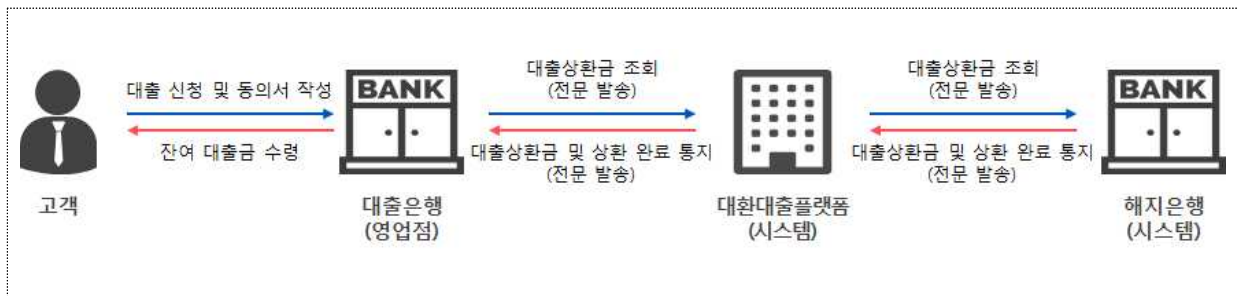 BANK
대출 신청 및 동의서 작성
잔여 대출금 수령
대출상환금 조회
(전문 발송)
대출상환금 및 상환 완료 통지
(전문 발송)
대출상환금 조회
(전문 발송)
대출상환금 및 상환 완료 통지
(전문 발송)
BANK
고객
대출은행
(영업점)
대환대출플랫폼
(시스템)
해지은행
(시스템)